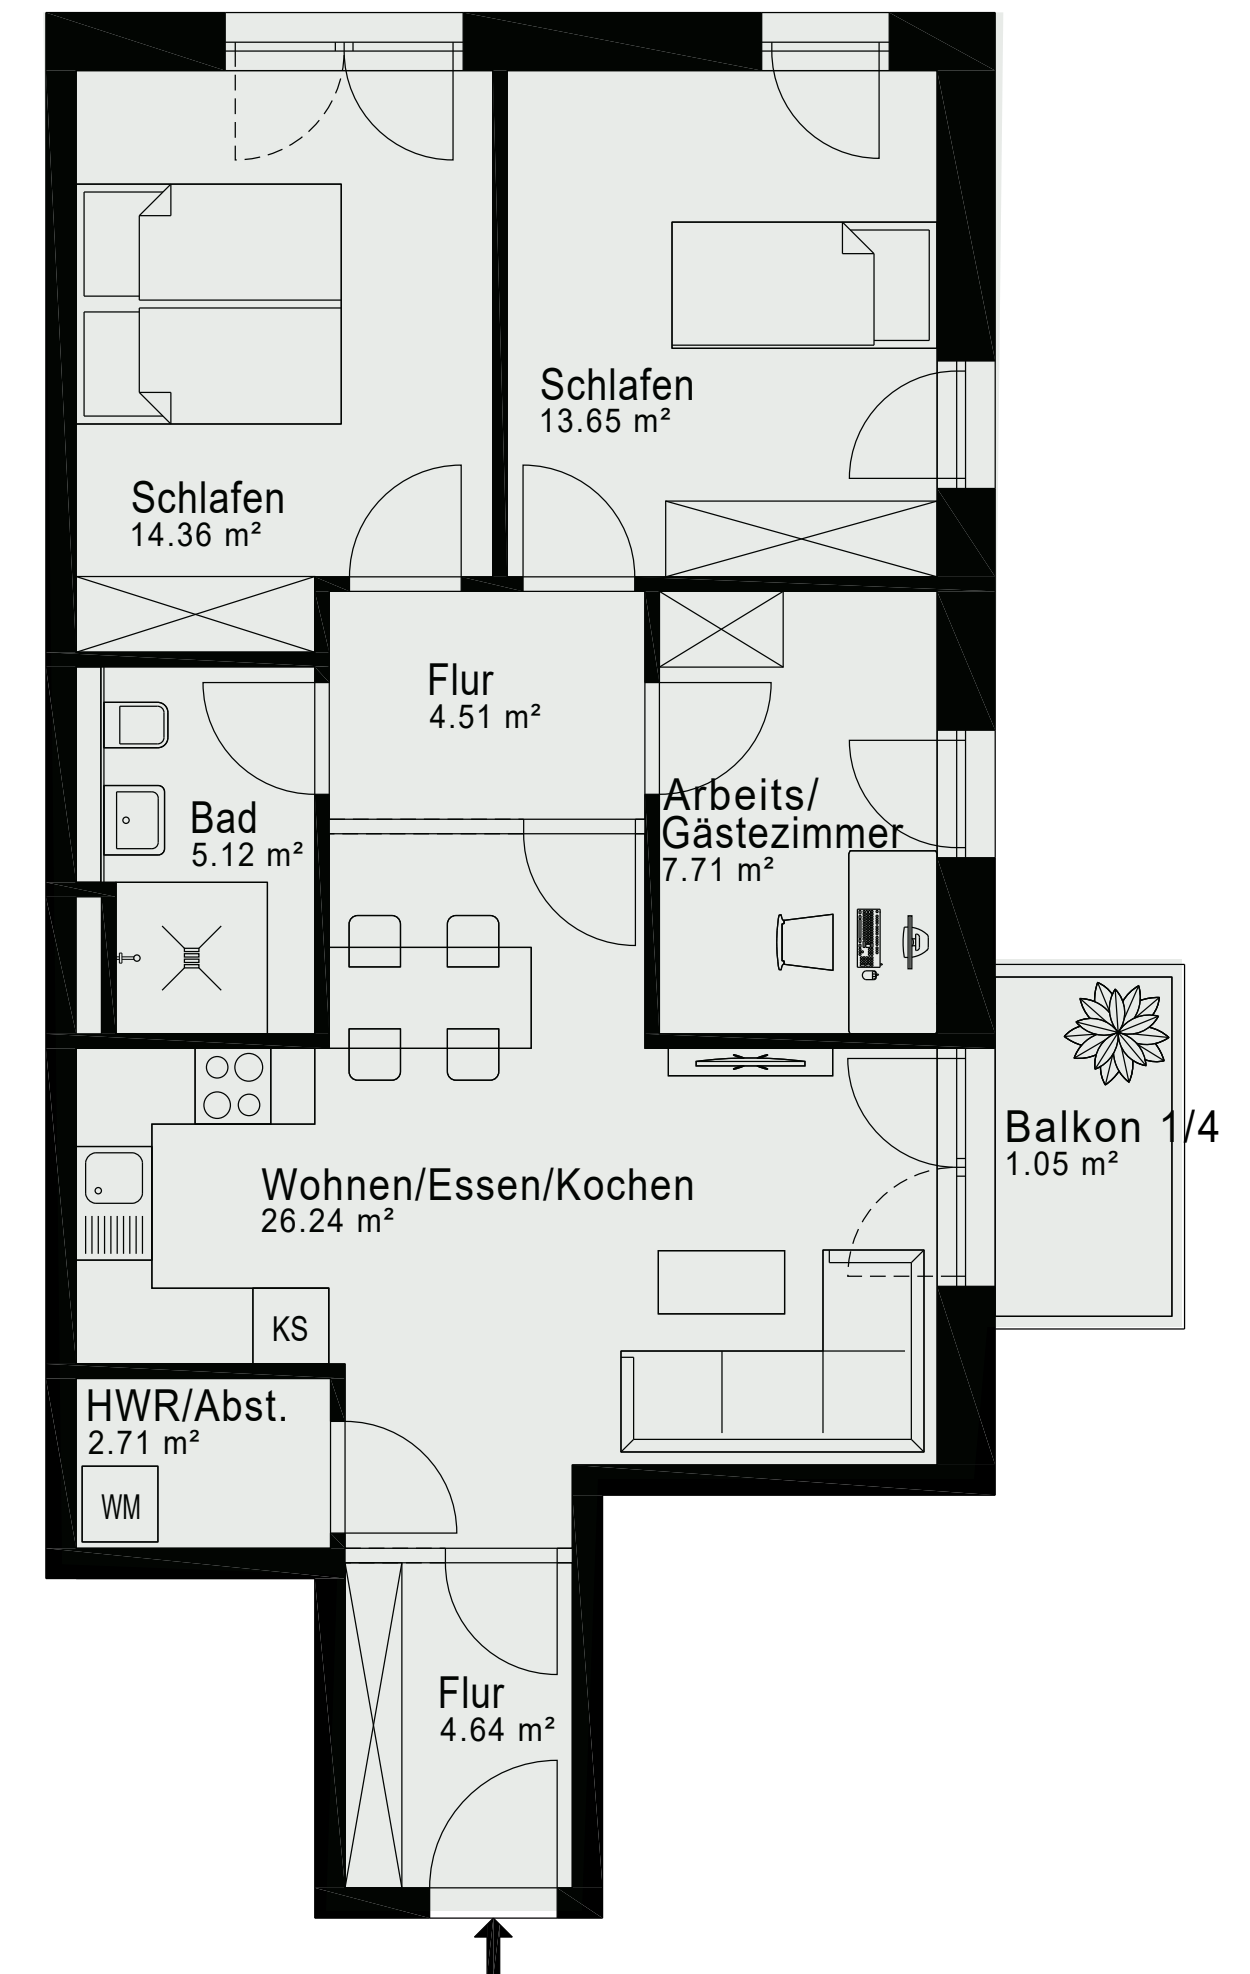 Schlafen
13.65 m²
Schlafen
14.36 m²
Flur
4.51 m²
Arbeits/
Gästezimmer
7.71 m²
Bad
5.12 m²
Balkon 1/4
1.05 m²
Wohnen/Essen/Kochen
26.24 m²
KS
HWR/Abst.
2.71 m²
WM
Flur
4.64 m²